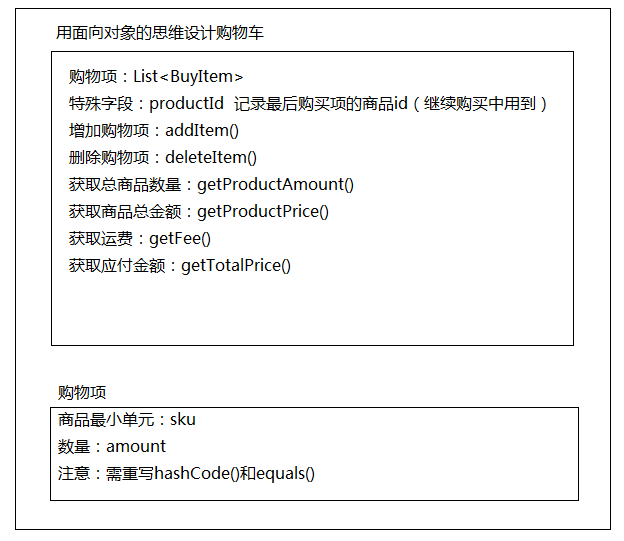 用面向对象的思维设计购物车
购物项：List<BuyItem>
特殊字段：productId 记录最后购买项的商品id（继续购买中用到）
增加购物项：addItem()
删除购物项：deleteItem()
获取总商品数量：getProductAmount()
获取商品总金额：getProductPrice()
获取运费：getFee()
获取应付金额：getTotalPrice()
购物项
商品最小单元：sku
数量：amount
注意：需重写hashCode()和equals()